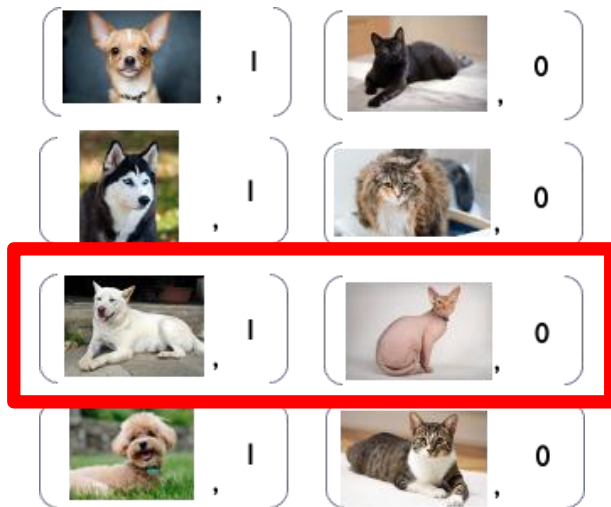 ( , 1 ) ( , 0 )
( , 1 ) ( , 0 )
( , 1 ) ( , 0 )
( , 1 ) ( , 0 )